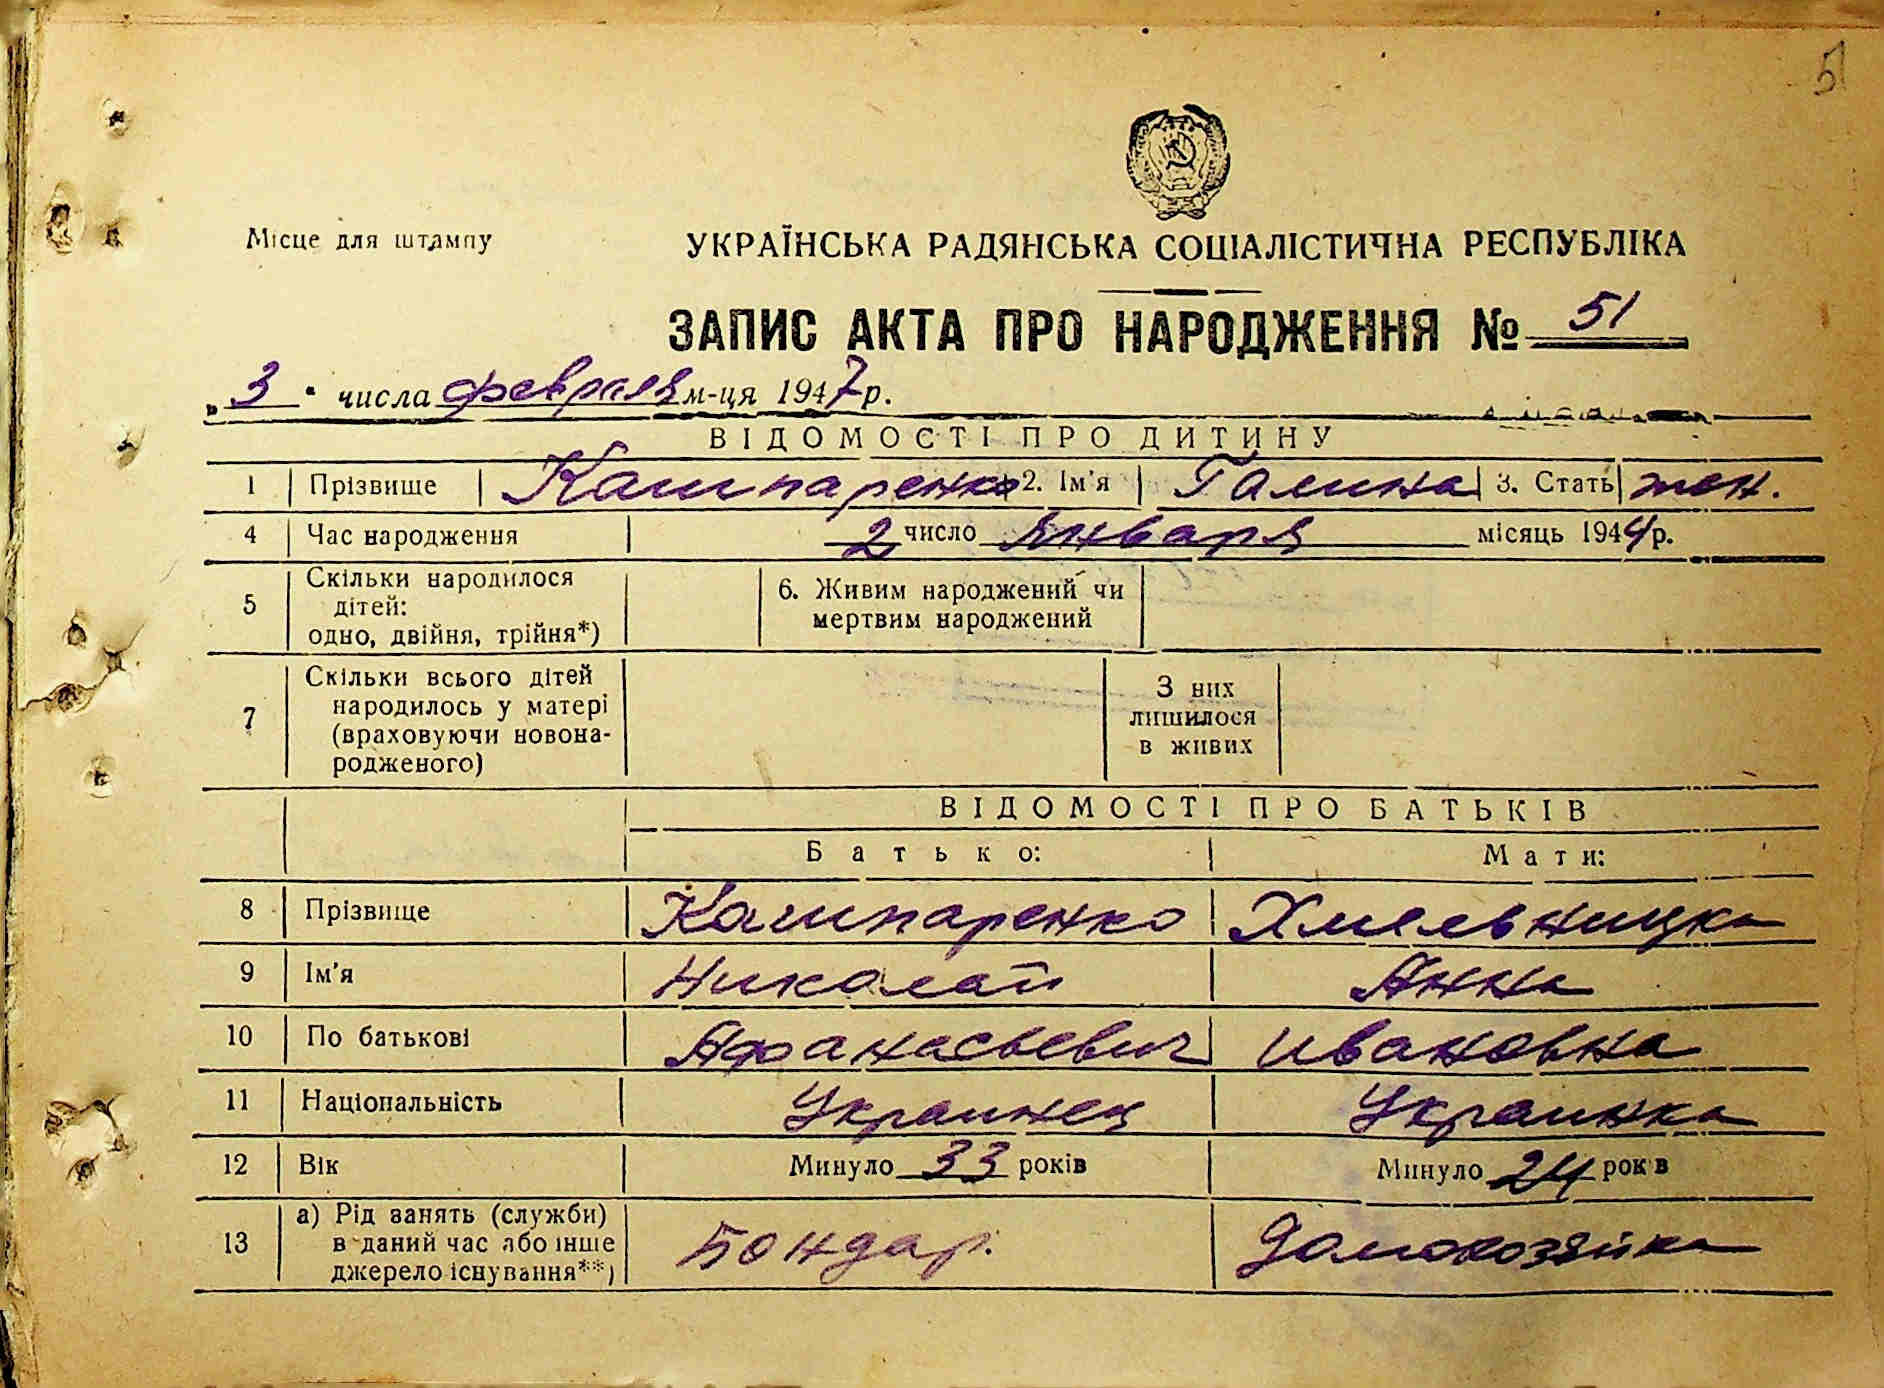 51
Місце для штампу
УКРАЇНСЬКА РАДЯНСЬКА СОЦІАЛІСТИЧНА РЕСПУБЛІКА
ЗАПИС АКТА ПРО НАРОДЖЕННЯ № 51
„3" числа февраля м-ця 1947 р.
ВІДОМОСТІ ПРО ДИТИНУ
1 Прізвище Кашпаренко 2. Ім'я Галина 3. Стать жен.
4 Час народження 2 число января місяць 1944 р.
5 Скільки народилося дітей: одно, двійня, трійня*) 6. Живим народжений чи мертвим народжений
7 Скільки всього дітей народилось у матері (враховуючи новонародженого) З них лишилося в живих
ВІДОМОСТІ ПРО БАТЬКІВ
Батько: Мати:
8 Прізвище Кашпаренко Хмельницка
9 Ім'я Николай Анна
10 По батькові Афанасьевич Ивановна
11 Національність Украинец Украинка
12 Вік Минуло 33 років Минуло 24 років
13 а) Рід занять (служби) в даний час або інше джерело існування**) Бондар. Домохозяйка